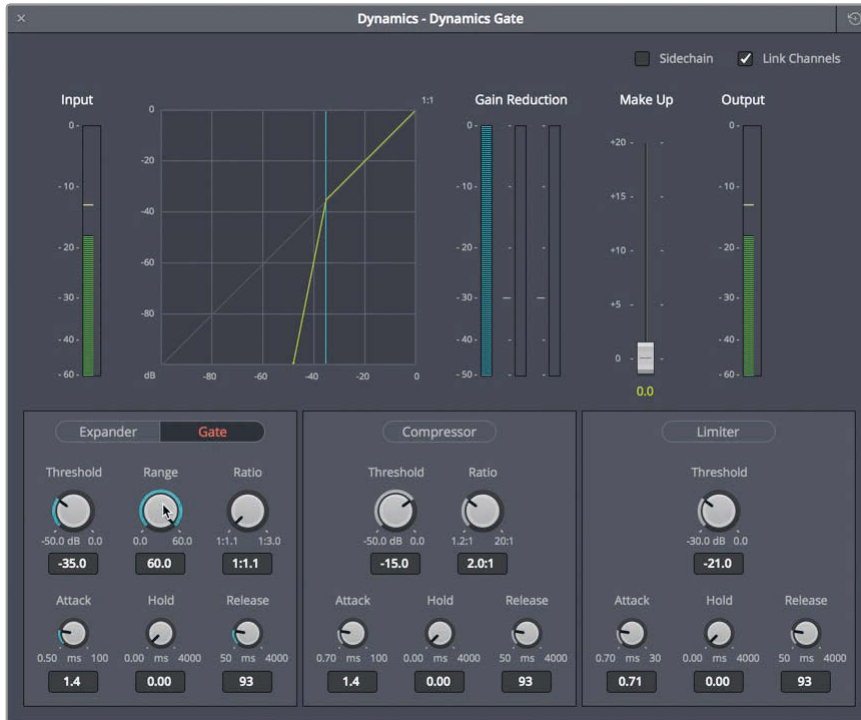 Dynamics - Dynamics Gate
Sidechain Link Channels
Input 1:1 Gain Reduction Make Up Output
0 - 0 0 - +20 - 0 -
- 10 - -20 - 10 - +15 - - 10 -
- 20 - -40 - 20 - +10 - - 20 -
- 30 - -60 - 30 - +5 - - 30 -
- 40 - -80 - 40 - 0 - - 40 -
- 60 - dB -80 -60 -40 -20 0 - 50 - - 60 -
0.0
Expander Gate Compressor Limiter
Threshold Range Ratio Threshold Ratio Threshold
-50.0 dB 0.0 0.0 60.0 1:1.1 1:3.0 -50.0 dB 0.0 1.2:1 20:1 -30.0 dB 0.0
-35.0 60.0 1:1.1 -15.0 2.0:1 -21.0
Attack Hold Release Attack Hold Release Attack Hold Release
0.50 ms 100 0.00 ms 4000 50 ms 4000 0.70 ms 100 0.00 ms 4000 50 ms 4000 0.70 ms 30 0.00 ms 4000 50 ms 4000
1.4 0.00 93 1.4 0.00 93 0.71 0.00 93